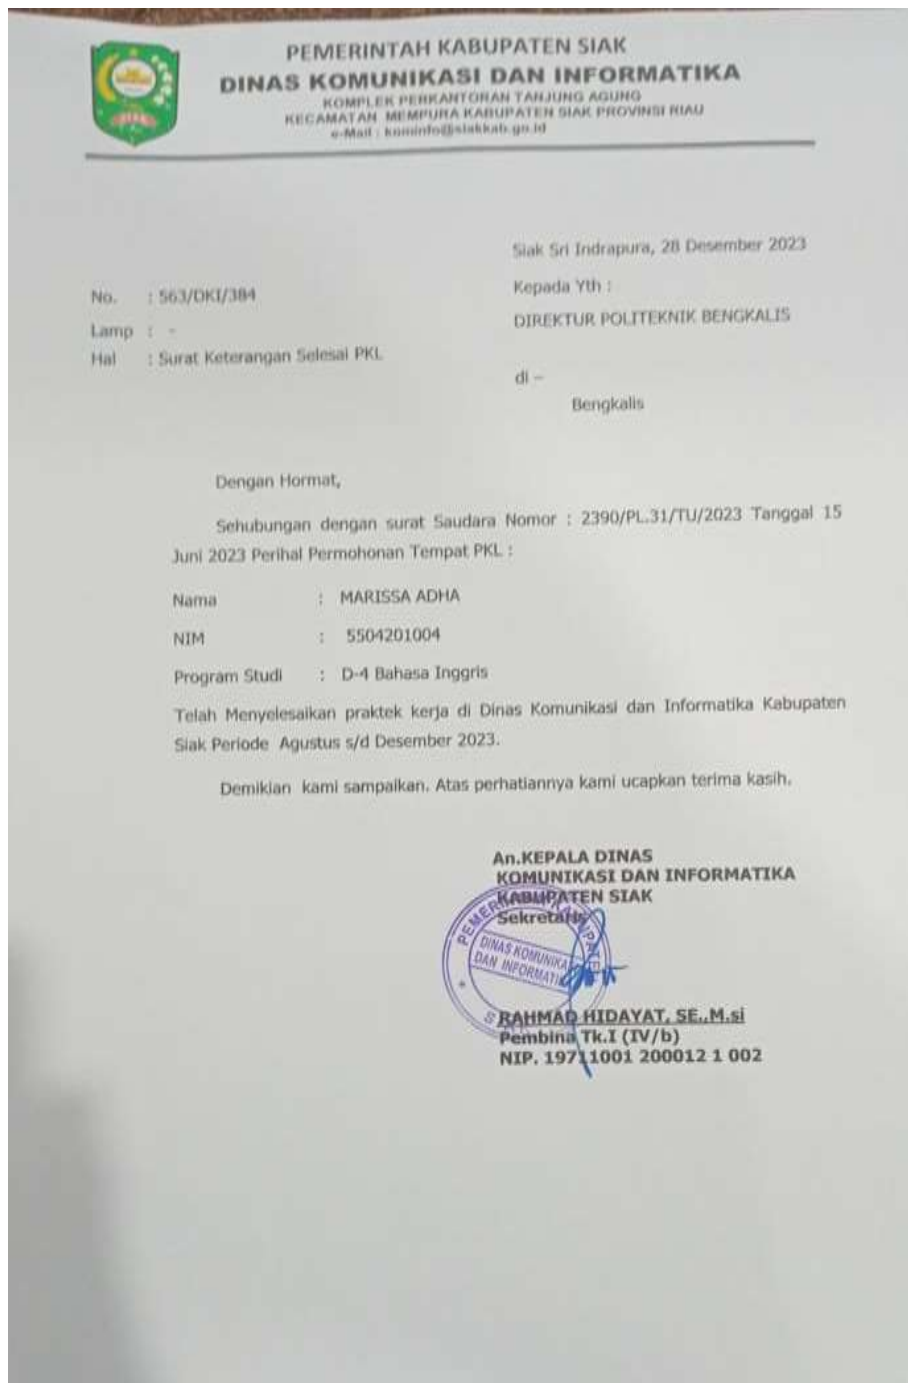 PEMERINTAH KABUPATEN SIAK
DINAS KOMUNIKASI DAN INFORMATIKA
KOMPLEK PERKANTORAN TANJUNG AGUNG
KECAMATAN MEMPURA KABUPATEN SIAK PROVINSI RIAU
e-Mail : kominfo@siakkab.go.id
SIAK
Siak Sri Indrapura, 28 Desember 2023
No. : 563/DKI/384
Lamp : -
Hal : Surat Keterangan Selesai PKL
Kepada Yth :
DIREKTUR POLITEKNIK BENGKALIS
di –
Bengkalis
Dengan Hormat,
Sehubungan dengan surat Saudara Nomor : 2390/PL.31/TU/2023 Tanggal 15
Juni 2023 Perihal Permohonan Tempat PKL :
Nama : MARISSA ADHA
NIM : 5504201004
Program Studi : D-4 Bahasa Inggris
Telah Menyelesaikan praktek kerja di Dinas Komunikasi dan Informatika Kabupaten
Siak Periode Agustus s/d Desember 2023.
Demikian kami sampaikan. Atas perhatiannya kami ucapkan terima kasih.
An.KEPALA DINAS
KOMUNIKASI DAN INFORMATIKA
KABUPATEN SIAK
Sekretaris
DINAS KOMUNIKA
DAN INFORMATI
RAHMAD HIDAYAT, SE.,M.si
Pembina Tk.I (IV/b)
NIP. 19711001 200012 1 002